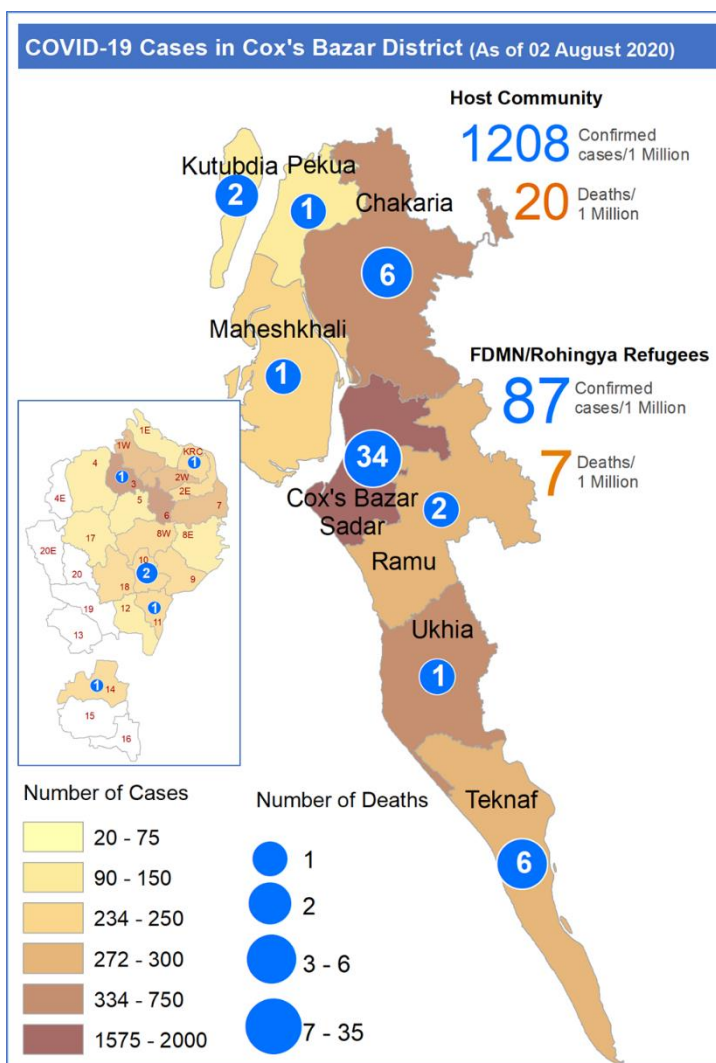 COVID-19 Cases in Cox's Bazar District (As of 02 August 2020)
Host Community
1208 Confirmed cases/1 Million
20 Deaths/ 1 Million
Kutubdia
2
Pekua
1
Chakaria
6
Maheshkhali
1
FDMN/Rohingya Refugees
87 Confirmed cases/1 Million
7 Deaths/ 1 Million
34
Cox's Bazar
Sadar
2
Ramu
Ukhia
1
Teknaf
6
1E
1W
KRC
1
4
1
3
2W
2E
4E
5
6
7
17
8W
8E
20E
20
10
2
18
9
19
12
1
11
13
1
14
15
16
Number of Cases
20 - 75
90 - 150
234 - 250
272 - 300
334 - 750
1575 - 2000
Number of Deaths
1
2
3 - 6
7 - 35